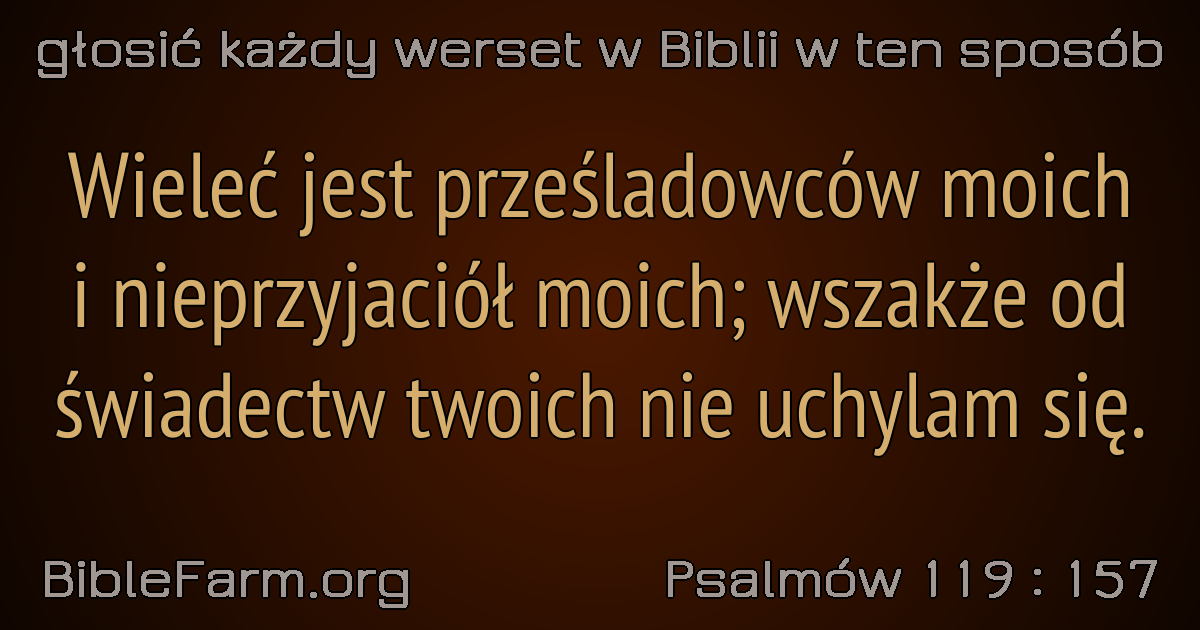 głosić każdy werset w Biblii w ten sposób
Wieleć jest prześladowców moich
i nieprzyjaciół moich; wszakże od
świadectw twoich nie uchylam się.
BibleFarm.org
Psalmów 119 : 157